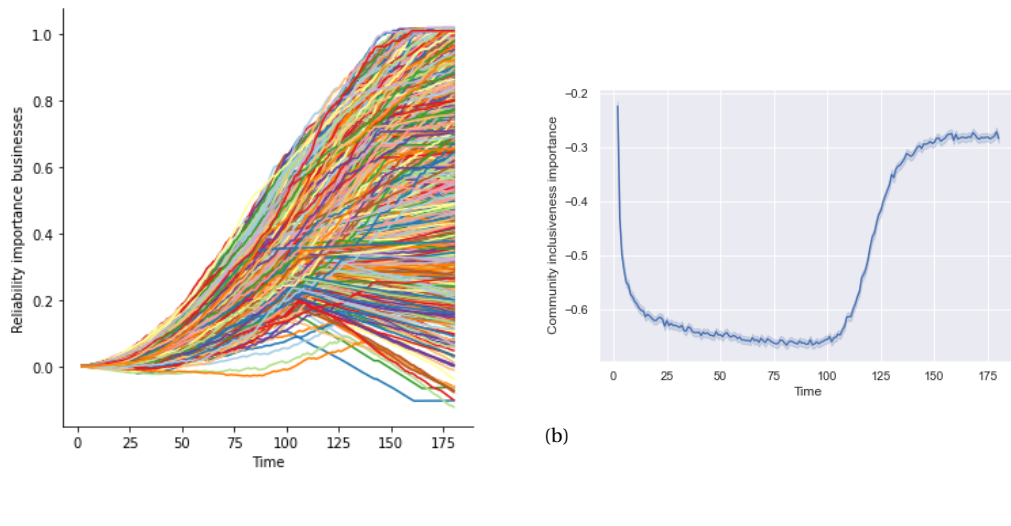 Reliability importance businesses
1.0
0.8
0.6
0.4
0.2
0.0
0 25 50 75 100 125 150 175
Time
Community inclusiveness importance
−0.2
−0.3
−0.4
−0.5
−0.6
0 25 50 75 100 125 150 175
Time
(b)